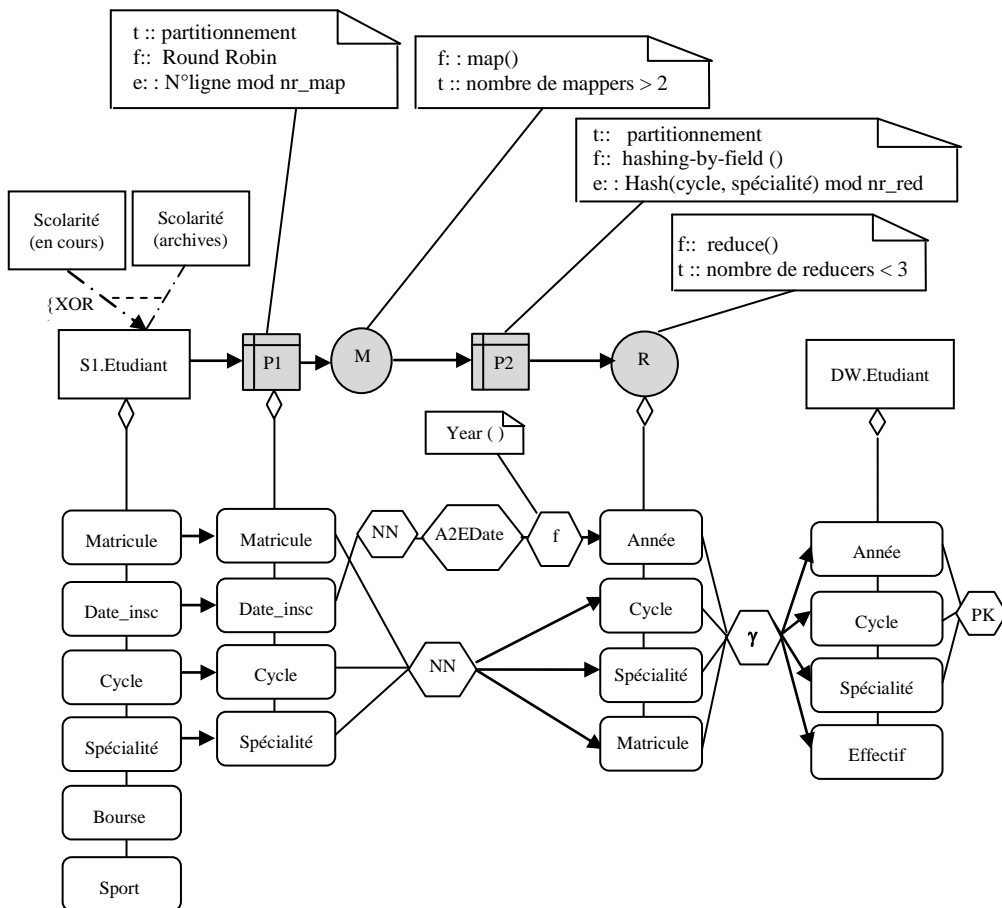 t :: partitionnement
f:: Round Robin
e: : N°ligne mod nr_map
f: : map()
t :: nombre de mappers > 2
t:: partitionnement
f:: hashing-by-field ()
e: : Hash(cycle, spécialité) mod nr_red
f:: reduce()
t :: nombre de reducers < 3
Scolarité
(en cours)
Scolarité
(archives)
{XOR
S1.Etudiant
P1
M
P2
R
DW.Etudiant
Year ( )
Matricule
Matricule
NN
A2EDate
f
Année
Année
Date_insc
Date_insc
Cycle
Cycle
PK
Cycle
Cycle
NN
Spécialité
γ
Spécialité
Spécialité
Spécialité
Matricule
Effectif
Bourse
Sport